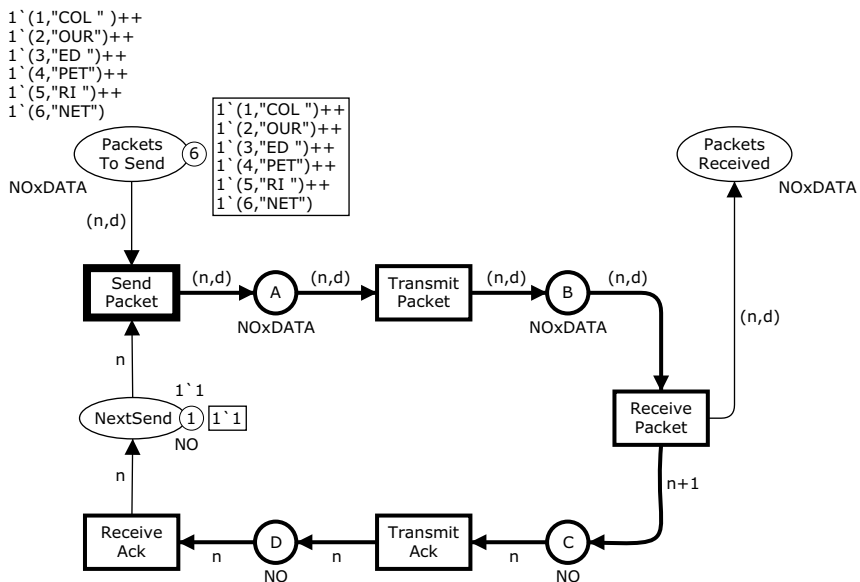 1`(1,"COL " )++
1`(2,"OUR")++
1`(3,"ED ")++
1`(4,"PET")++
1`(5,"RI ")++
1`(6,"NET")
Packets
To Send
6
1`(1,"COL ")++
1`(2,"OUR")++
1`(3,"ED ")++
1`(4,"PET")++
1`(5,"RI ")++
1`(6,"NET")
NOxDATA
Packets
Received
NOxDATA
(n,d)
Send
Packet
(n,d)
A
NOxDATA
(n,d)
Transmit
Packet
(n,d)
B
NOxDATA
(n,d)
(n,d)
n
1`1
NextSend
1
1`1
NO
Receive
Packet
n
n+1
Receive
Ack
n
D
NO
n
Transmit
Ack
n
C
NO